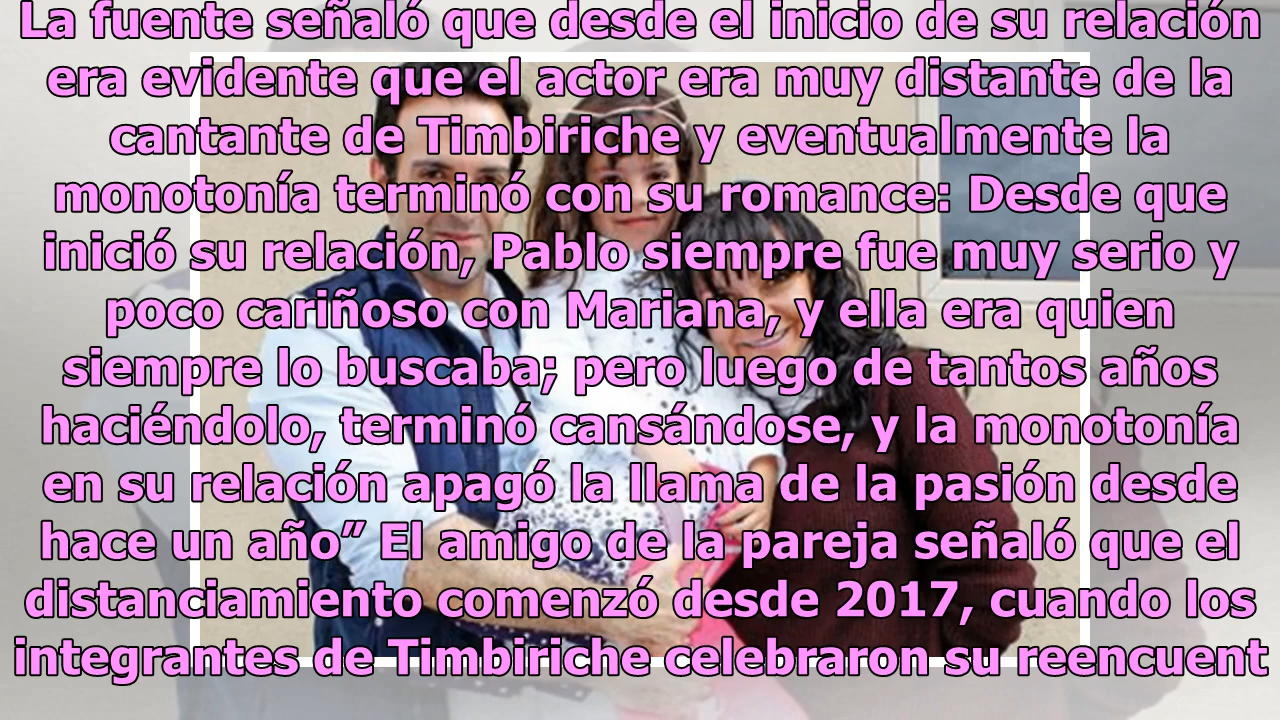 La fuente señaló que desde el inicio de su relación
era evidente que el actor era muy distante de la
cantante de Timbiriche y eventualmente la
monotonía terminó con su romance: Desde que
inició su relación, Pablo siempre fue muy serio y
poco cariñoso con Mariana, y ella era quien
siempre lo buscaba; pero luego de tantos años
haciéndolo, terminó cansándose, y la monotonía
en su relación apagó la llama de la pasión desde
hace un año” El amigo de la pareja señaló que el
distanciamiento comenzó desde 2017, cuando los
integrantes de Timbiriche celebraron su reencuent